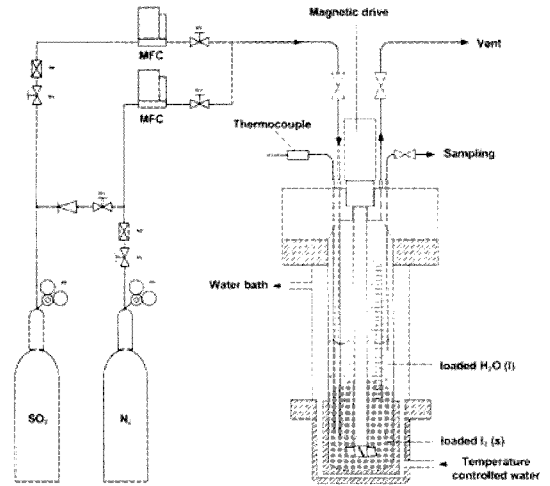 Magnetic drive
MFC
Vent
MFC
Thermocouple
Sampling
Water bath
loaded H₂O (l)
SO₂
N₂
loaded I₂ (s)
Temperature
controlled water